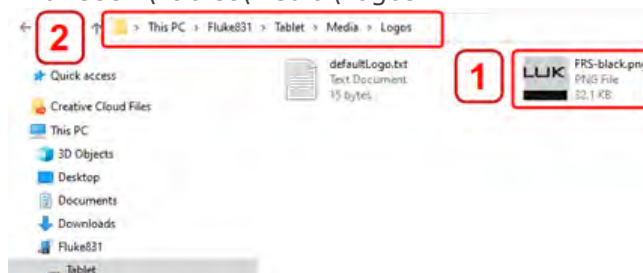 2
This PC > Fluke831 > Tablet > Media > Logos
Quick access
Creative Cloud Files
This PC
3D Objects
Desktop
Documents
Downloads
Fluke831
Tablet
defaultLogo.txt
Text Document
15 bytes
1
LUK
FRS-black.png
PNG File
32.1 KB